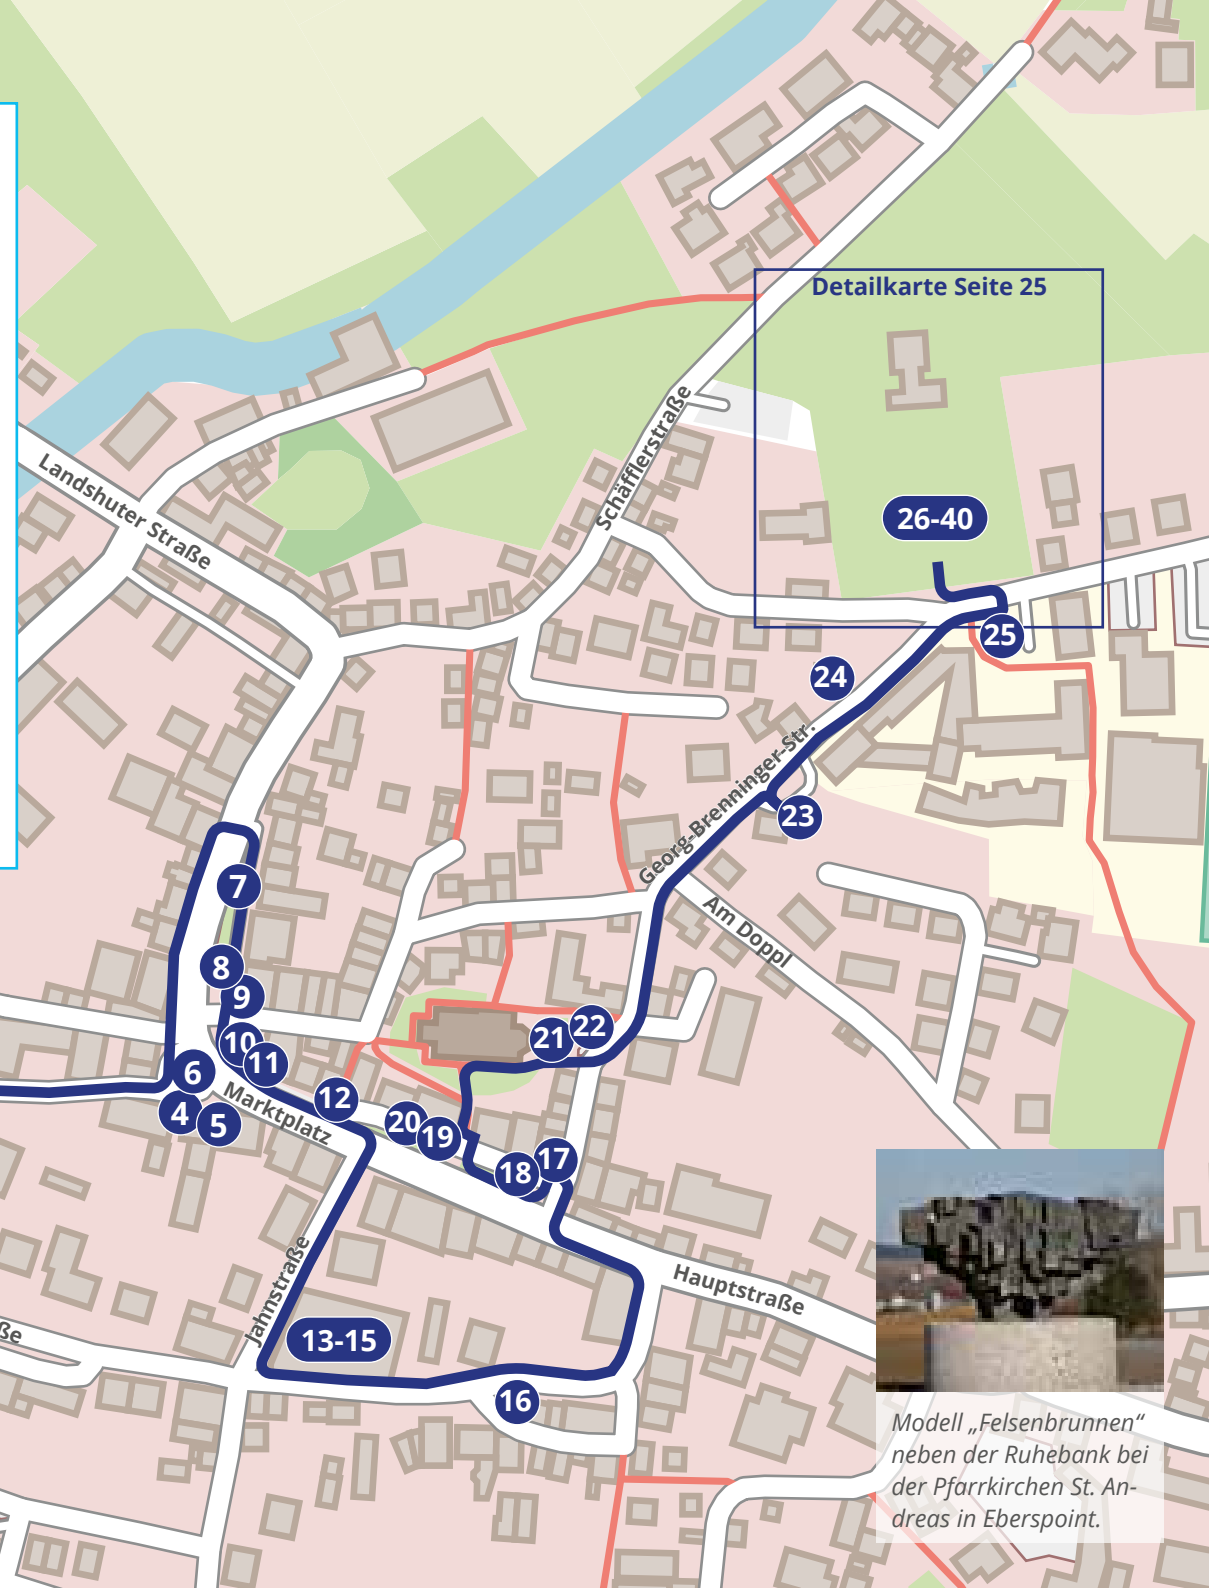 Detailkarte Seite 25
Schäfflerstraße
Landshuter Straße
26-40
25
24
Georg-Brenninger-Str.
23
7
Am Doppl
8
9
22
21
10
11
6
12
Marktplatz
4
5
20
19
17
18
Jahnstraße
Hauptstraße
ße
13-15
16
Modell „Felsenbrunnen“
neben der Ruhebank bei
der Pfarrkirchen St. An-
dreas in Eberspoint.